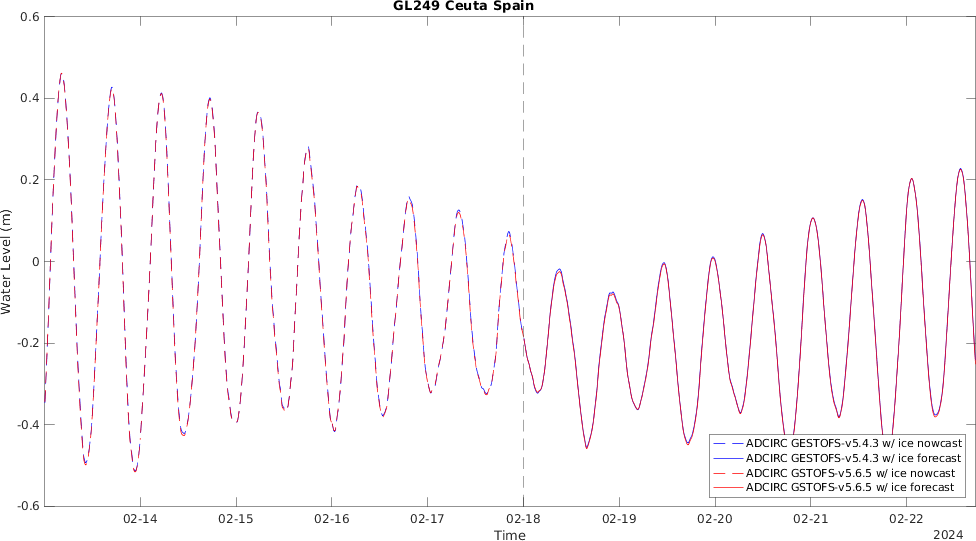 GL249 Ceuta Spain
0.6
0.4
0.2
0
-0.2
-0.4
-0.6
Water Level (m)
ADCIRC GESTOFS-v5.4.3 w/ ice nowcast
ADCIRC GESTOFS-v5.4.3 w/ ice forecast
ADCIRC GSTOFS-v5.6.5 w/ ice nowcast
ADCIRC GSTOFS-v5.6.5 w/ ice forecast
02-14 02-15 02-16 02-17 02-18 02-19 02-20 02-21 02-22
Time
2024